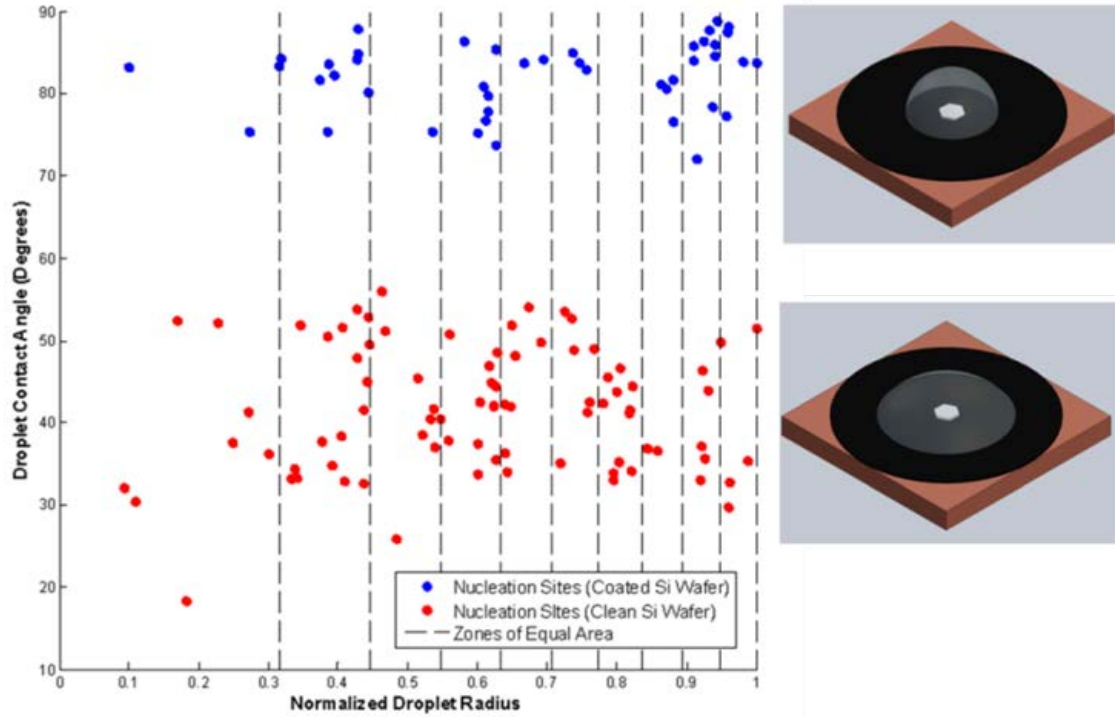 90
80
70
60
50
40
30
20
10
Droplet Contact Angle (Degrees)
Nucleation Sites (Coated Si Wafer)
Nucleation SItes (Clean Si Wafer)
Zones of Equal Area
0 0.1 0.2 0.3 0.4 0.5 0.6 0.7 0.8 0.9 1
Normalized Droplet Radius